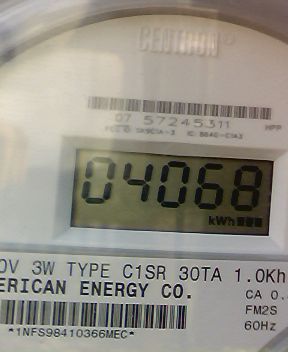 CENTRON®
07 57245311
04068
kWh
0V 3W TYPE C1SR 30TA 1.0Kh
ERICAN ENERGY CO.
CA 0.
FM2S
60Hz
*1NFS98410366MEC*